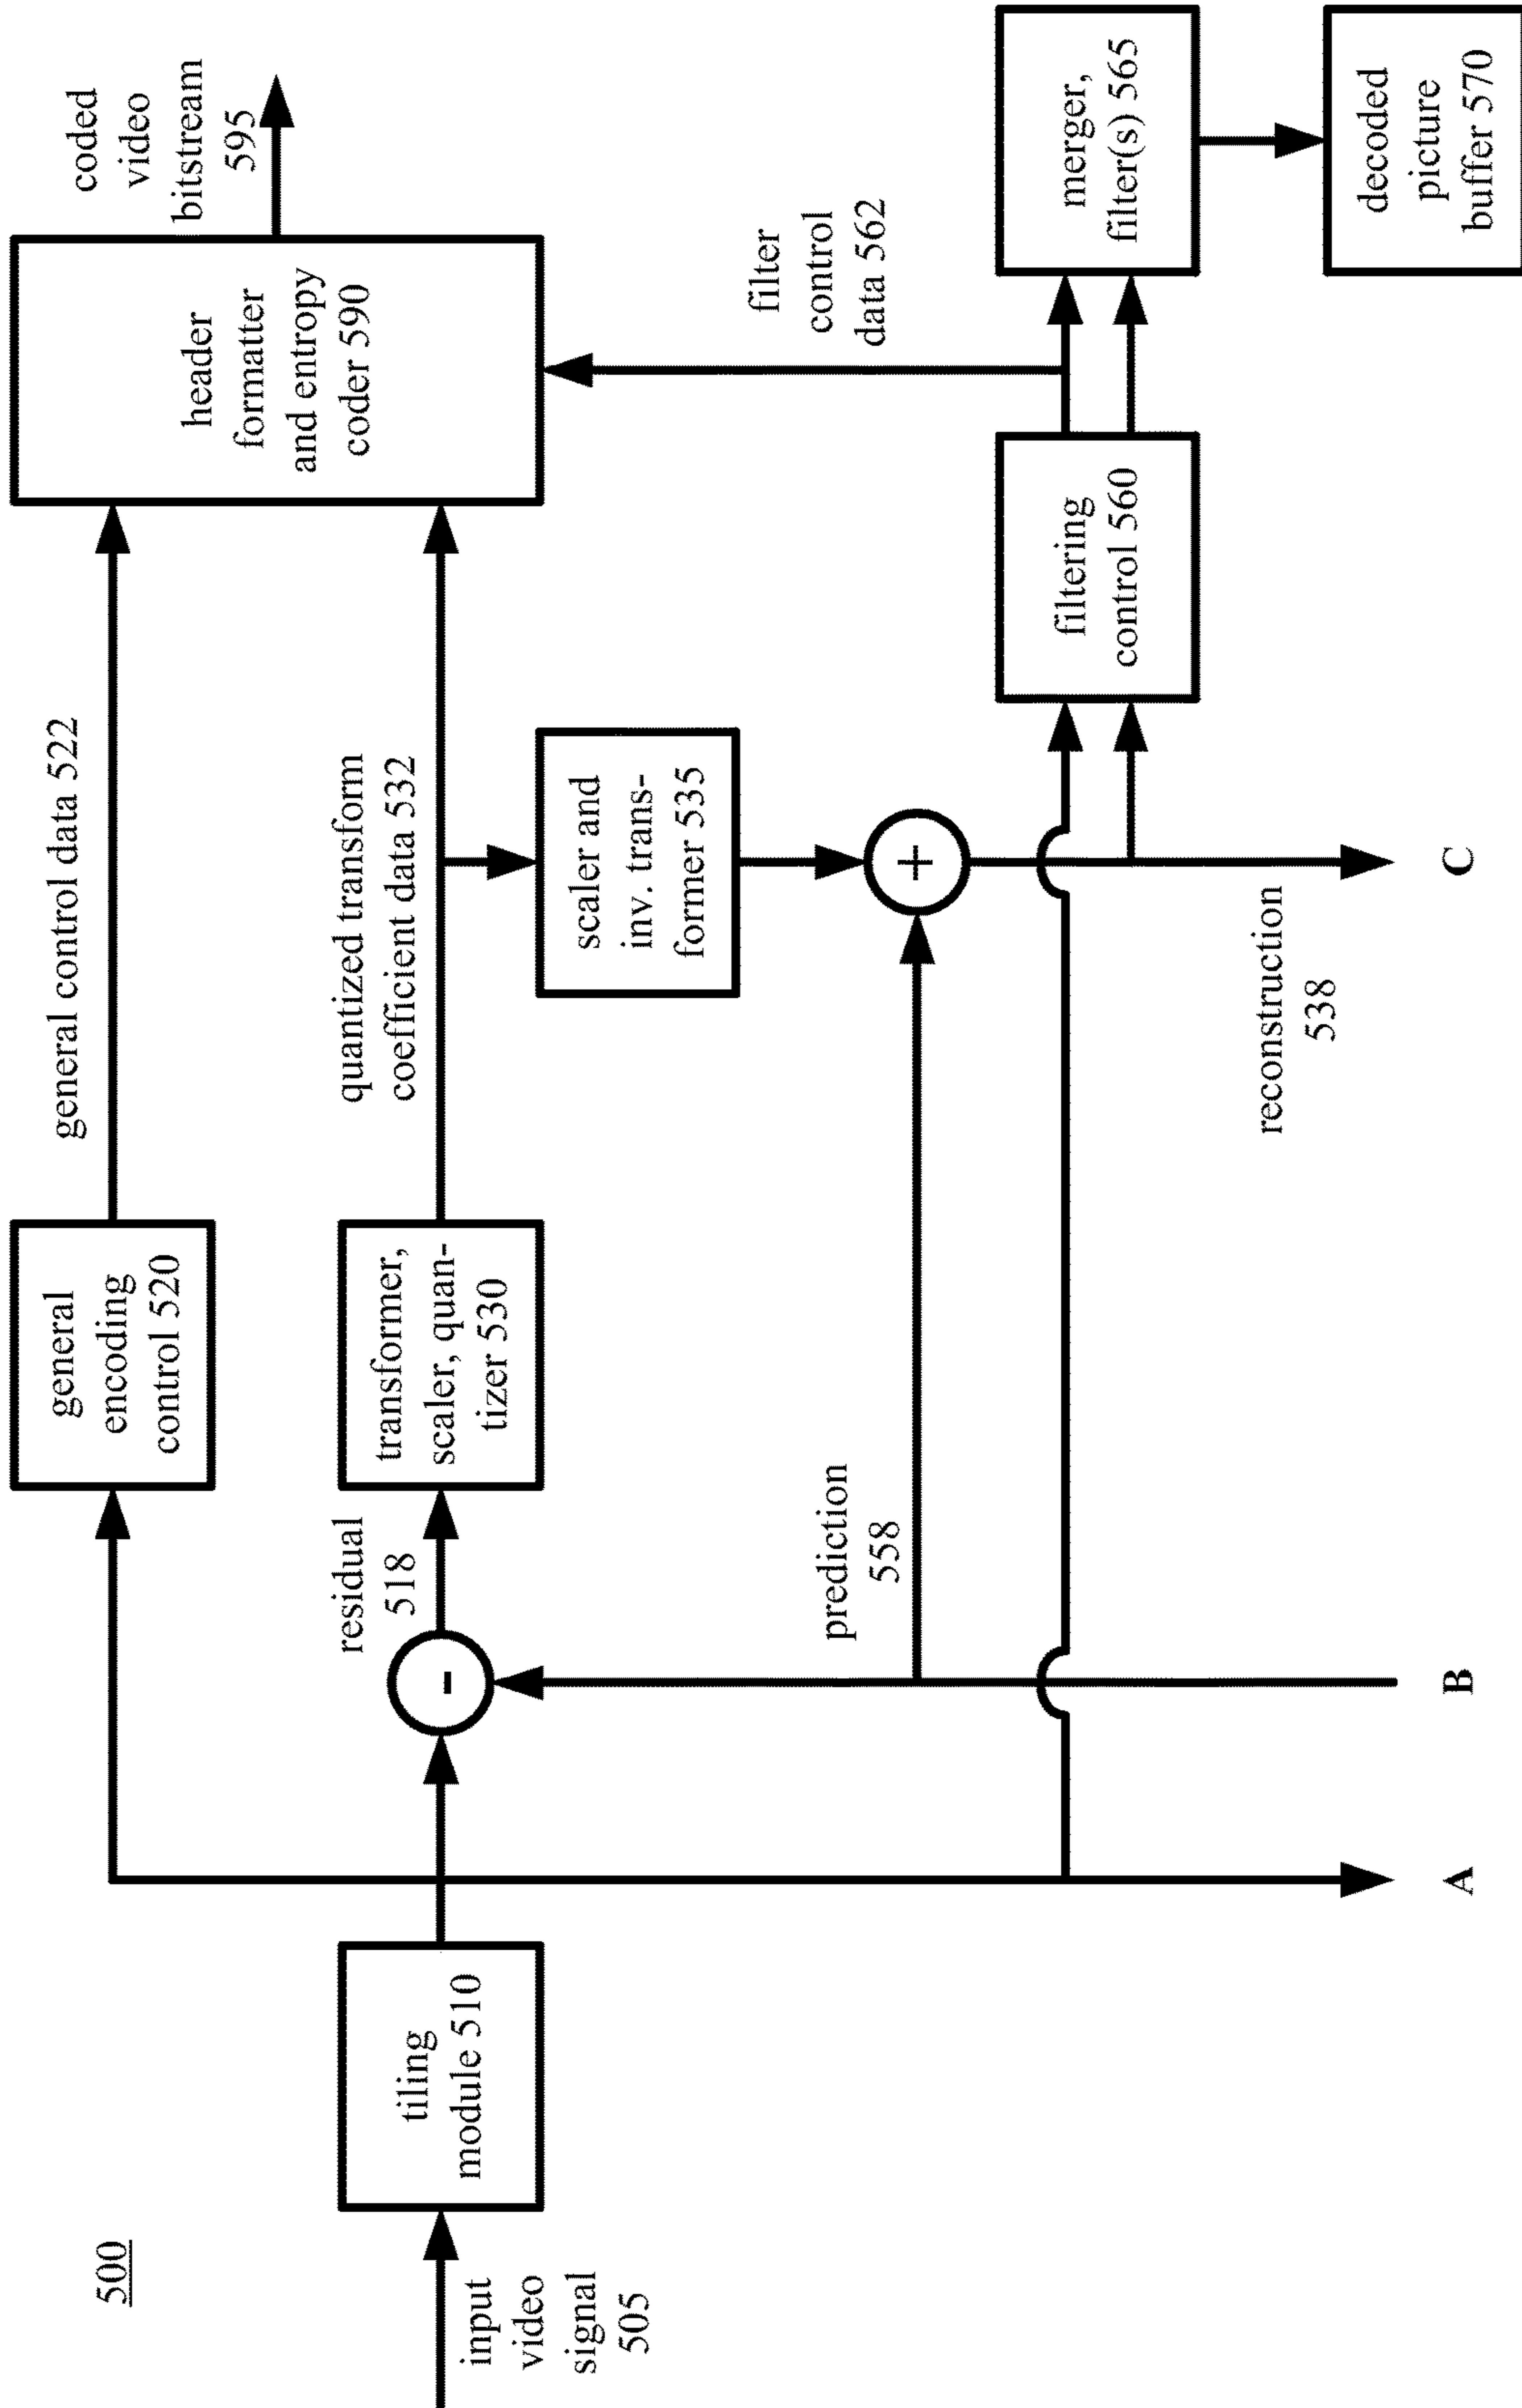 500
input
video
signal
505
tiling
module 510
general
encoding
control 520
general control data 522
residual
518
-
transformer,
scaler, quan-
tizer 530
quantized transform
coefficient data 532
header
formatter
and entropy
coder 590
coded
video
bitstream
595
scaler and
inv. trans-
former 535
prediction
558
+
filtering
control 560
filter
control
data 562
merger,
filter(s) 565
decoded
picture
buffer 570
reconstruction
538
A
B
C